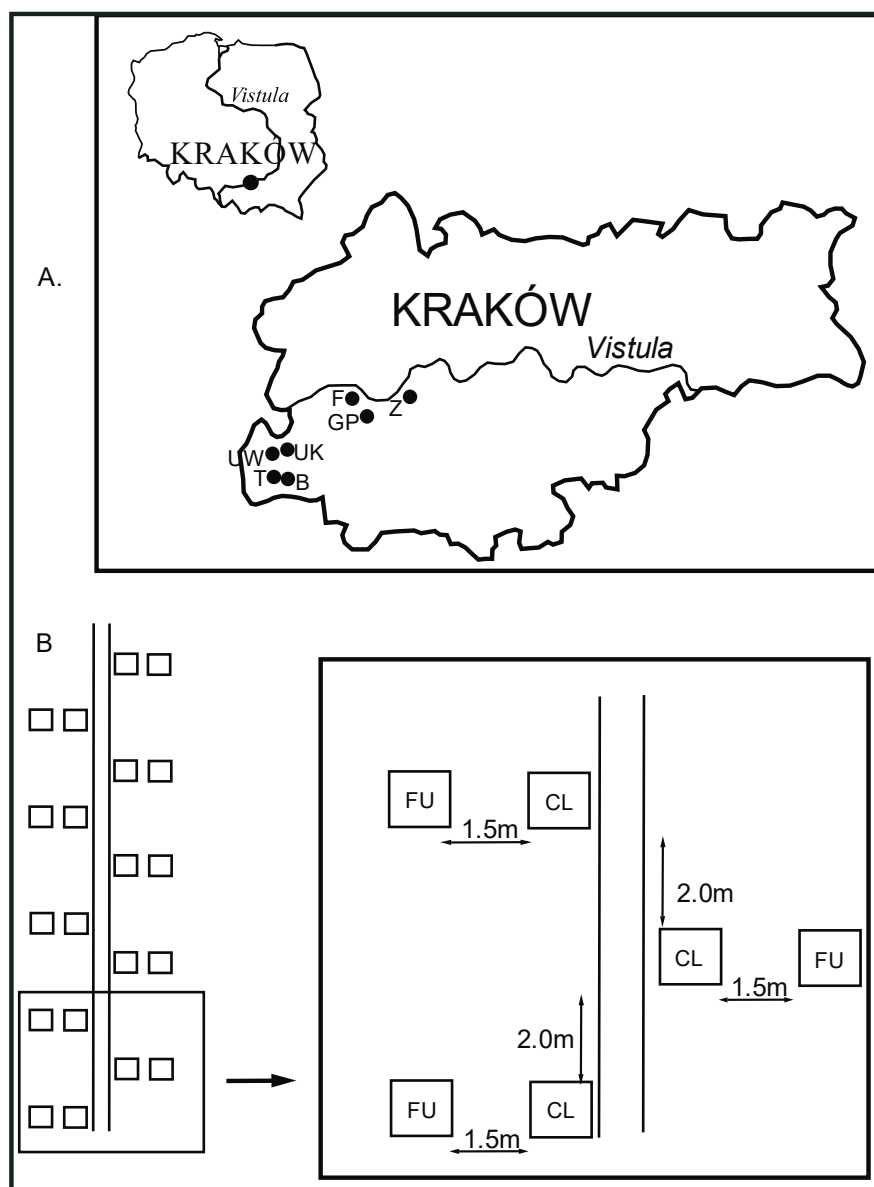 Vistula
KRAKÓW
A.
KRAKÓW
Vistula
F
Z
GP
UW
UK
T
B
B
FU
CL
1.5m
2.0m
CL
FU
1.5m
2.0m
FU
CL
1.5m